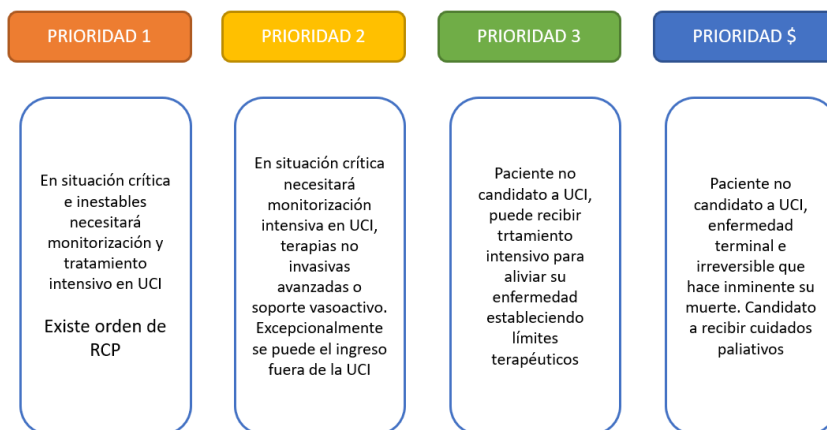 PRIORIDAD 1
PRIORIDAD 2
PRIORIDAD 3
PRIORIDAD $
En situación crítica
e inestables
necesitará
monitorización y
tratamiento
intensivo en UCI
Existe orden de
RCP
En situación crítica
necesitará
monitorización
intensiva en UCI,
terapias no
invasivas
avanzadas o
soporte vasoactivo.
Excepcionalmente
se puede el ingreso
fuera de la UCI
Paciente no
candidato a UCI,
puede recibir
trtamiento
intensivo para
aliviar su
enfermedad
estableciendo
límites
terapéuticos
Paciente no
candidato a UCI,
enfermedad
terminal e
irreversible que
hace inminente su
muerte. Candidato
a recibir cuidados
paliativos